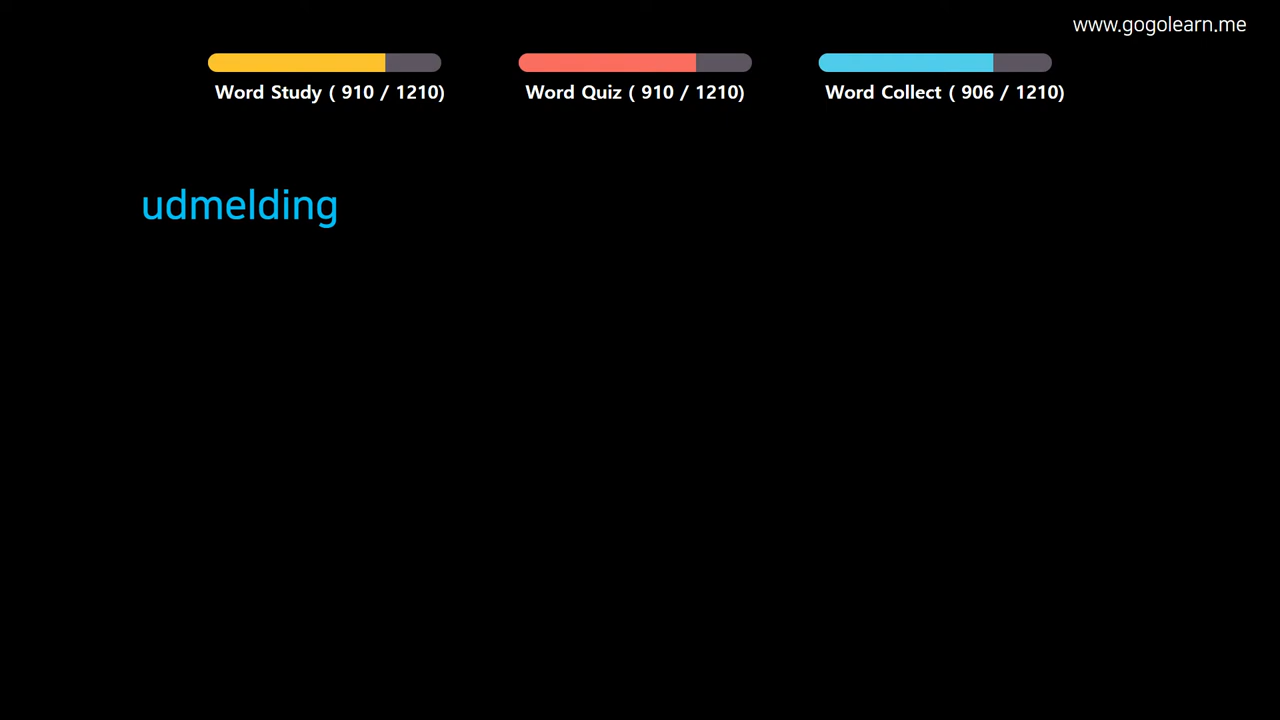 www.gogolearn.me
Word Study ( 910 / 1210)
Word Quiz ( 910 / 1210)
Word Collect ( 906 / 1210)
udmelding